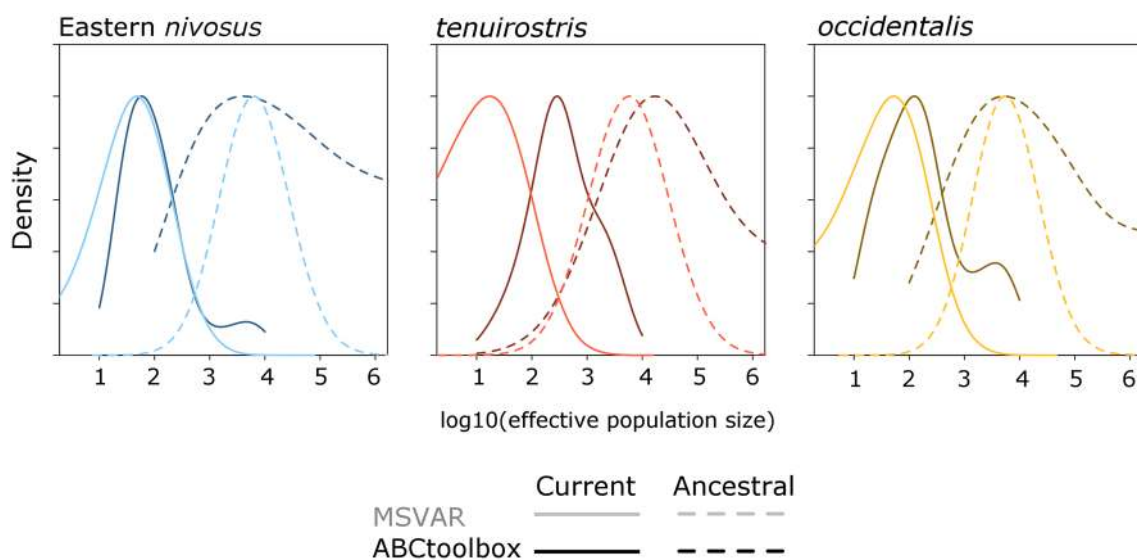 Eastern nivosus
tenuirostris
occidentalis
Density
1 2 3 4 5 6
1 2 3 4 5 6
1 2 3 4 5 6
log10(effective population size)
Current Ancestral
MSVAR
ABCtoolbox